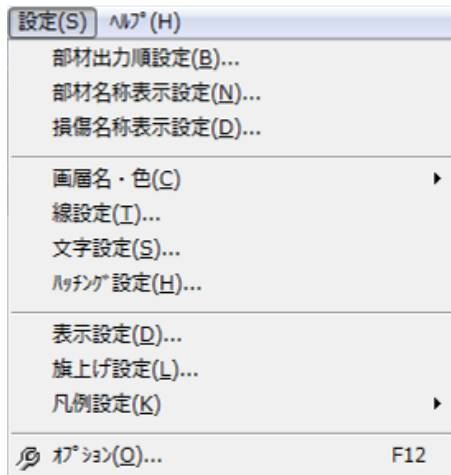 設定(S) ﾍﾙﾌﾟ(H)
部材出力順設定(B)...
部材名称表示設定(N)...
損傷名称表示設定(D)...
画層名・色(C)
線設定(T)...
文字設定(S)...
ﾊｯﾁﾝｸﾞ設定(H)...
表示設定(D)...
旗上げ設定(L)...
凡例設定(K)
ｵﾌﾟｼｮﾝ(O)... F12